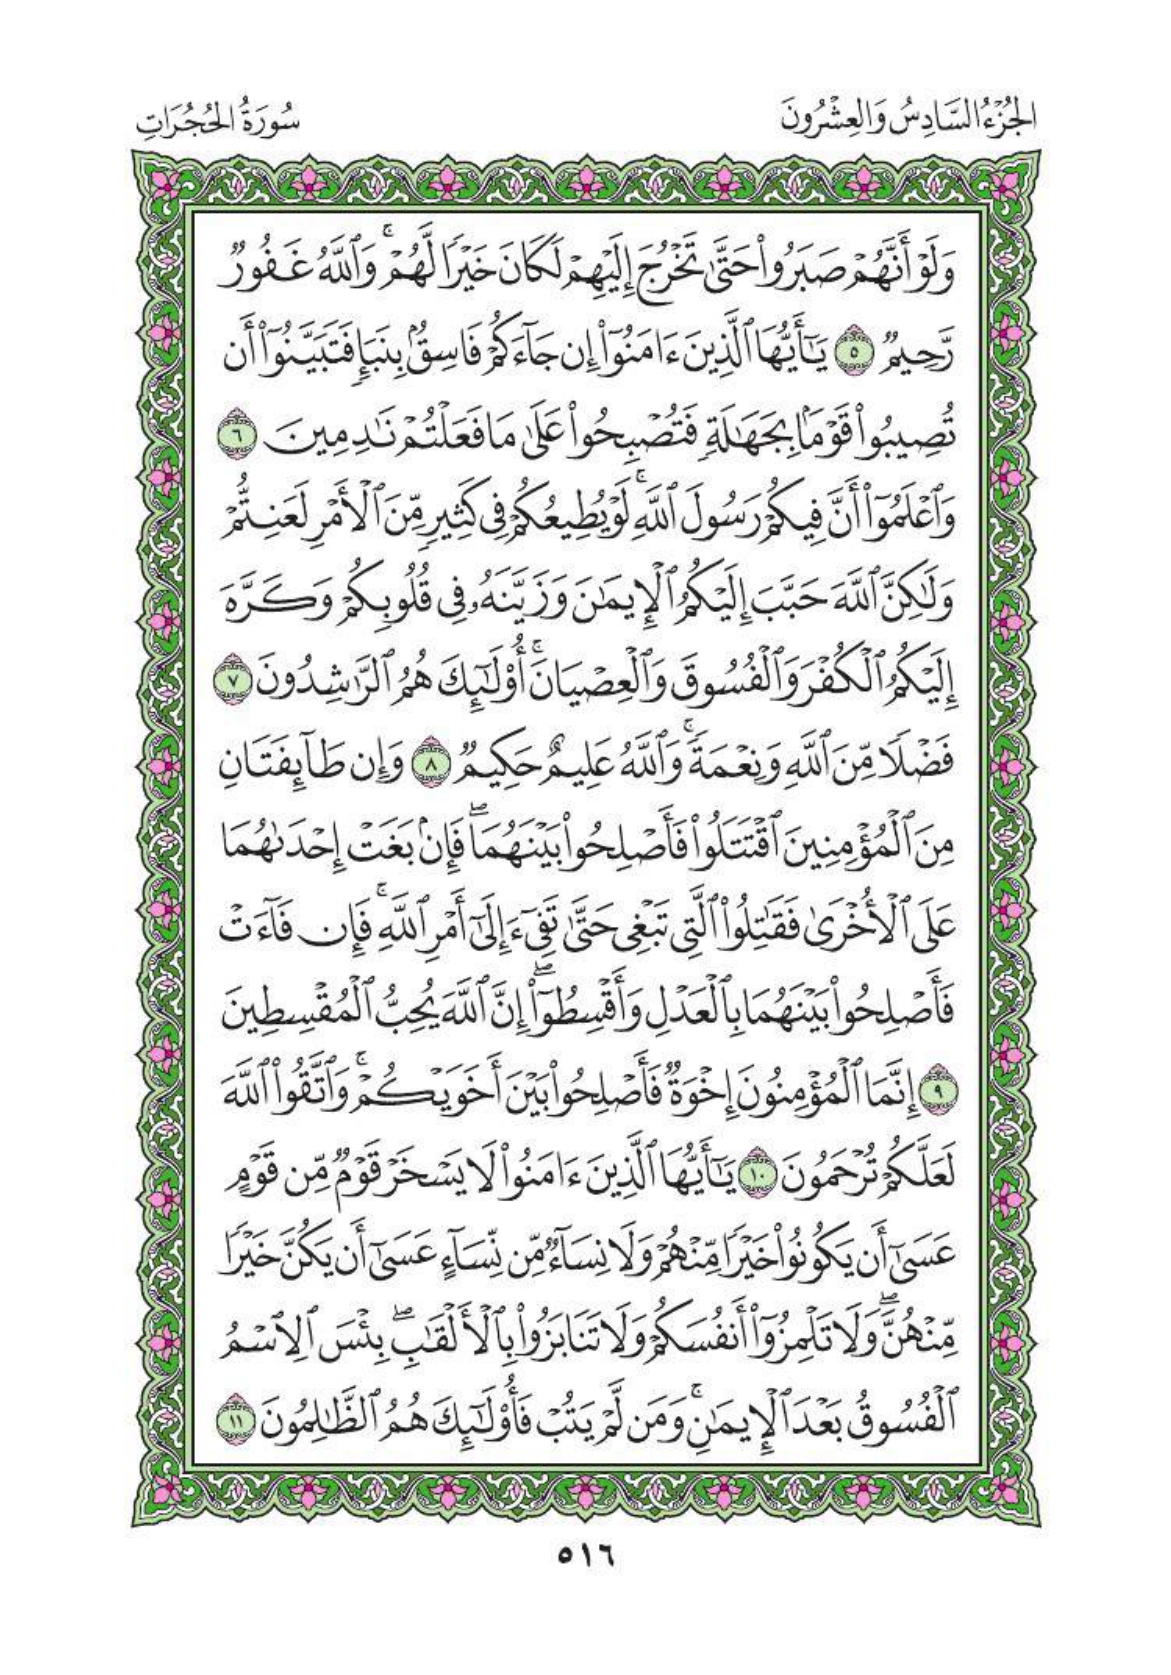 الجُزْءُ السَّادِسُ وَالعِشْرُونَ
سُورَةُ الحُجُرَاتِ
وَلَوْ أَنَّهُمْ صَبَرُوا۟ حَتَّىٰ تَخْرُجَ إِلَيْهِمْ لَكَانَ خَيْرًا لَّهُمْ ۚ وَٱللَّهُ غَفُورٌ
رَّحِيمٌ ٥ يَـٰٓأَيُّهَا ٱلَّذِينَ ءَامَنُوٓا۟ إِن جَآءَكُمْ فَاسِقٌۢ بِنَبَإٍ فَتَبَيَّنُوٓا۟ أَن
تُصِيبُوا۟ قَوْمًۢا بِجَهَـٰلَةٍ فَتُصْبِحُوا۟ عَلَىٰ مَا فَعَلْتُمْ نَـٰدِمِينَ ٦
وَٱعْلَمُوٓا۟ أَنَّ فِيكُمْ رَسُولَ ٱللَّهِ ۚ لَوْ يُطِيعُكُمْ فِى كَثِيرٍ مِّنَ ٱلْأَمْرِ لَعَنِتُّمْ
وَلَـٰكِنَّ ٱللَّهَ حَبَّبَ إِلَيْكُمُ ٱلْإِيمَـٰنَ وَزَيَّنَهُۥ فِى قُلُوبِكُمْ وَكَرَّهَ
إِلَيْكُمُ ٱلْكُفْرَ وَٱلْفُسُوقَ وَٱلْعِصْيَانَ ۚ أُو۟لَـٰٓئِكَ هُمُ ٱلرَّٰشِدُونَ ٧
فَضْلًا مِّنَ ٱللَّهِ وَنِعْمَةً ۚ وَٱللَّهُ عَلِيمٌ حَكِيمٌ ٨ وَإِن طَآئِفَتَانِ
مِنَ ٱلْمُؤْمِنِينَ ٱقْتَتَلُوا۟ فَأَصْلِحُوا۟ بَيْنَهُمَا ۖ فَإِنۢ بَغَتْ إِحْدَىٰهُمَا
عَلَى ٱلْأُخْرَىٰ فَقَـٰتِلُوا۟ ٱلَّتِى تَبْغِى حَتَّىٰ تَفِىٓءَ إِلَىٰٓ أَمْرِ ٱللَّهِ ۚ فَإِن فَآءَتْ
فَأَصْلِحُوا۟ بَيْنَهُمَا بِٱلْعَدْلِ وَأَقْسِطُوٓا۟ ۖ إِنَّ ٱللَّهَ يُحِبُّ ٱلْمُقْسِطِينَ
٩ إِنَّمَا ٱلْمُؤْمِنُونَ إِخْوَةٌ فَأَصْلِحُوا۟ بَيْنَ أَخَوَيْكُمْ ۚ وَٱتَّقُوا۟ ٱللَّهَ
لَعَلَّكُمْ تُرْحَمُونَ ١٠ يَـٰٓأَيُّهَا ٱلَّذِينَ ءَامَنُوا۟ لَا يَسْخَرْ قَوْمٌ مِّن قَوْمٍ
عَسَىٰٓ أَن يَكُونُوا۟ خَيْرًا مِّنْهُمْ وَلَا نِسَآءٌ مِّن نِّسَآءٍ عَسَىٰٓ أَن يَكُنَّ خَيْرًا
مِّنْهُنَّ ۖ وَلَا تَلْمِزُوٓا۟ أَنفُسَكُمْ وَلَا تَنَابَزُوا۟ بِٱلْأَلْقَـٰبِ ۖ بِئْسَ ٱلِٱسْمُ
ٱلْفُسُوقُ بَعْدَ ٱلْإِيمَـٰنِ ۚ وَمَن لَّمْ يَتُبْ فَأُو۟لَـٰٓئِكَ هُمُ ٱلظَّـٰلِمُونَ ١١
٥١٦